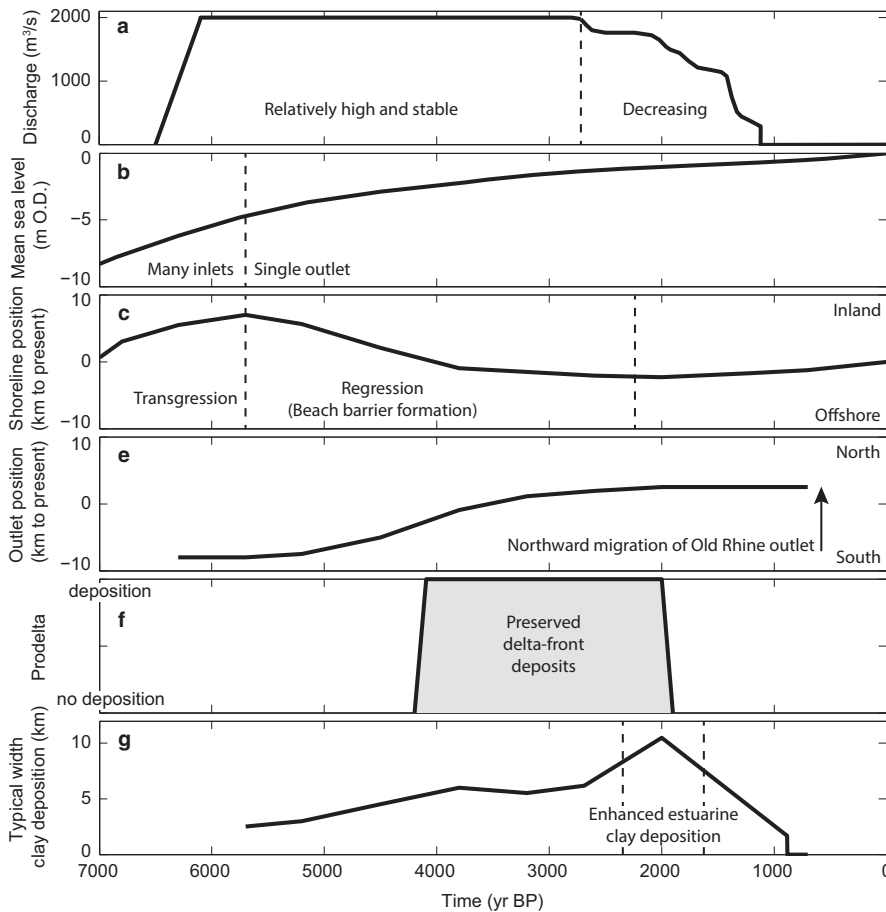 a
Discharge (m³/s)
2000
1000
0
Relatively high and stable
Decreasing
b
Mean sea level
(m O.D.)
0
−5
−10
Many inlets
Single outlet
c
Shoreline position
(km to present)
10
0
−10
Inland
Transgression
Regression
(Beach barrier formation)
Offshore
e
Outlet position
(km to present)
10
0
−10
North
Northward migration of Old Rhine outlet
South
f
Prodelta
deposition
no deposition
Preserved
delta-front
deposits
g
Typical width
clay deposition (km)
10
5
0
Enhanced estuarine
clay deposition
7000 6000 5000 4000 3000 2000 1000 0
Time (yr BP)